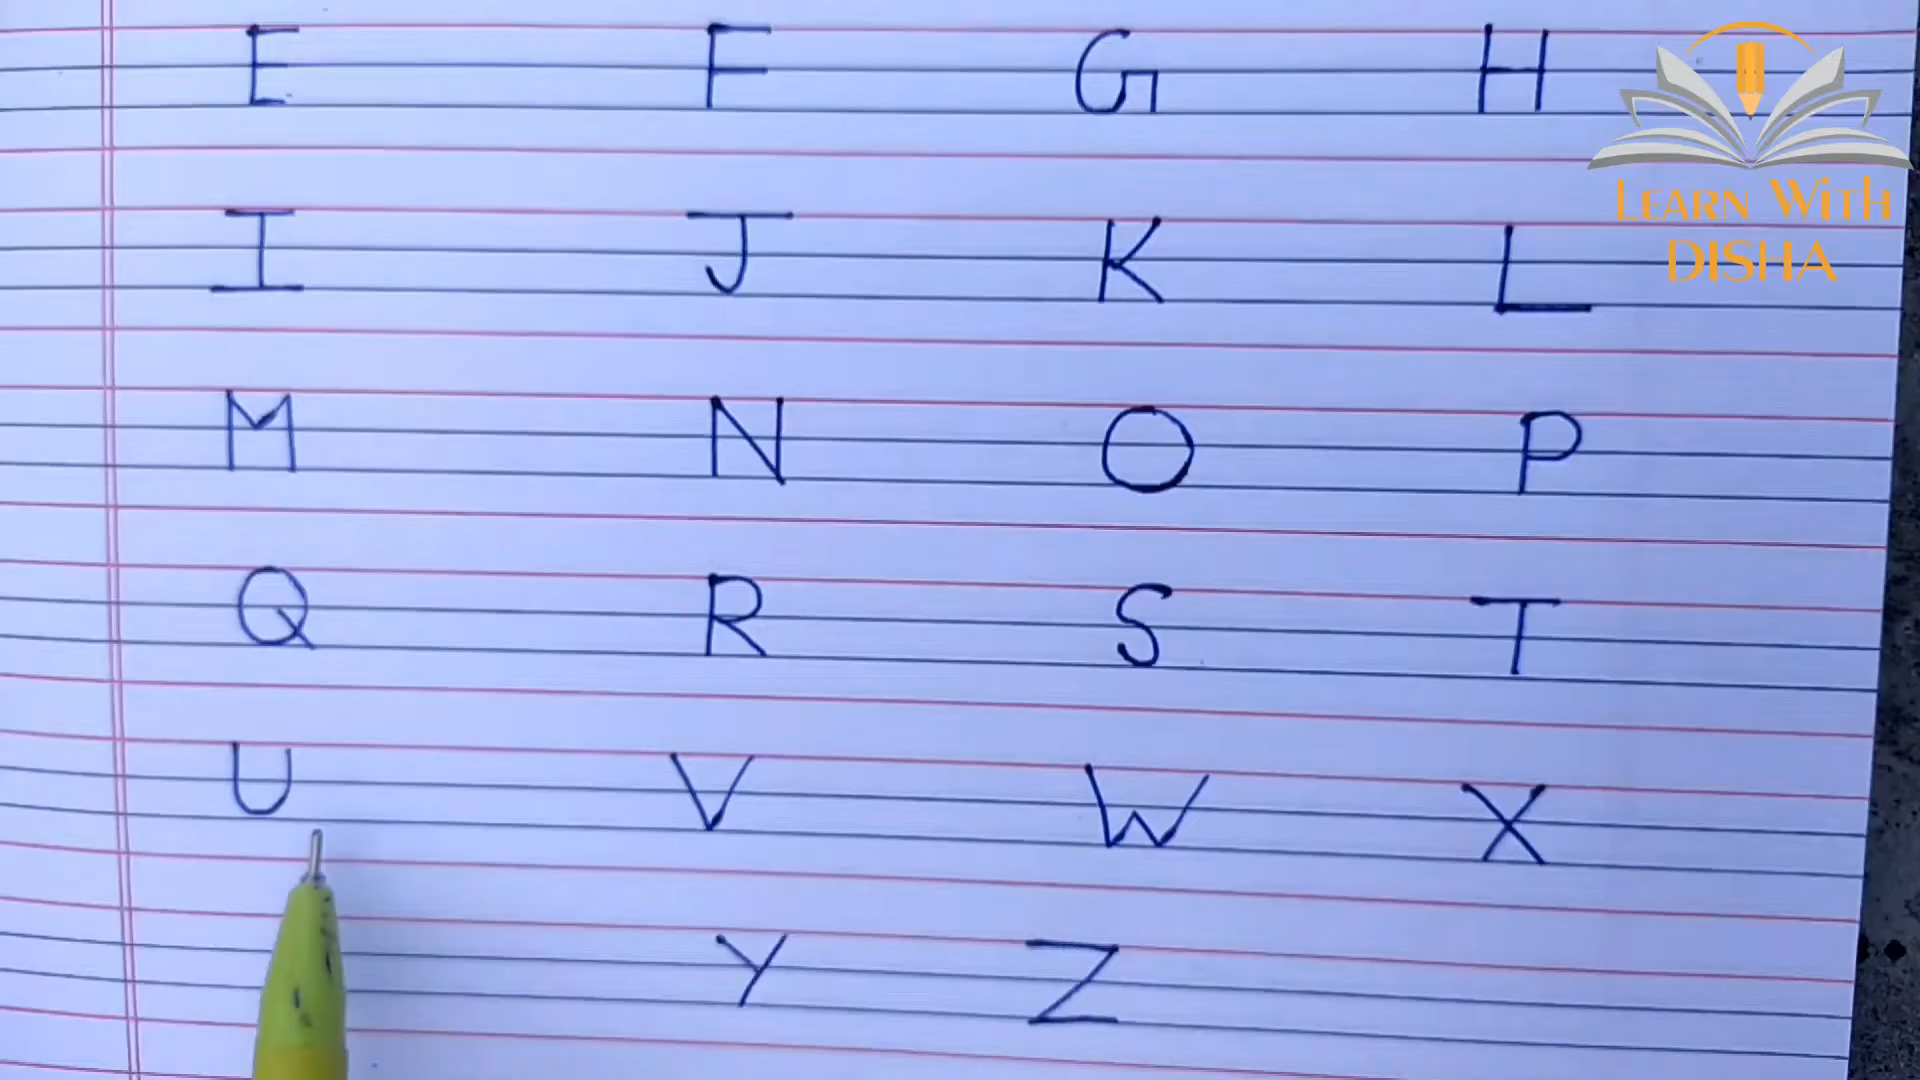 E F G H
I J K L
M N O P
Q R S T
U V W X
Y Z
LEARN WITH
DISHA